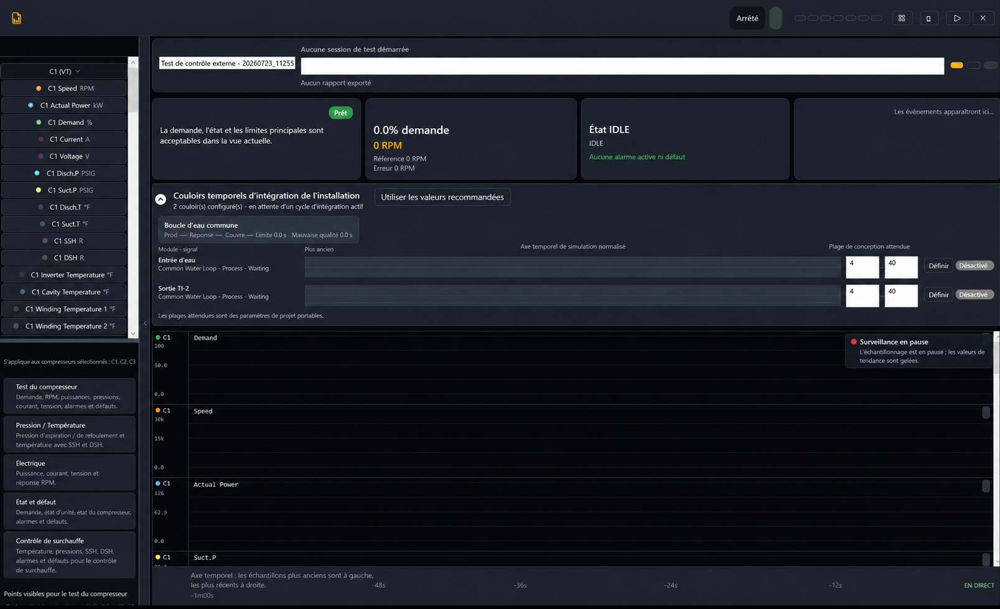 Arrété
Aucune session de test démarrée
Test de contrôle externe - 20260723_11255
Aucun rapport exporté
C1 (VT)
C1 Speed RPM
C1 Actual Power kW
C1 Demand %
C1 Current A
C1 Voltage V
C1 Disch.P PSIG
C1 Suct.P PSIG
C1 Disch.T °F
C1 Suct.T °F
C1 SSH R
C1 DSH R
C1 Inverter Temperature °F
C1 Cavity Temperature °F
C1 Winding Temperature 1 °F
C1 Winding Temperature 2 °F
S'applique aux compresseurs sélectionnés : C1, C2, C3
Test du compresseur
Demande, RPM, puissances, pressions,
courant, tension, alarmes et défauts.
Pression / Température
Pression d'aspiration / de refoulement et
température avec SSH et DSH.
Électrique
Puissance, courant, tension et
réponse RPM.
État et défaut
Demande, état d'unité, état du compresseur,
alarmes et défauts.
Contrôle de surchauffe
Température, pressions, SSH, DSH,
alarmes et défauts pour le contrôle
de surchauffe.
Points visibles pour le test du compresseur
Prét
La demande, l'état et les limites principales sont
acceptables dans la vue actuelle.
0.0% demande
0 RPM
Réference 0 RPM
Erreur 0 RPM
État IDLE
IDLE
Aucune alarme active ni défaut
Les événements apparaîtront ici...
Couloirs temporels d'intégration de l'installation
2 couloir(s) configuré(s) - en attente d'un cycle d'intégration actif
Utiliser les valeurs recommandées
Boucle d'eau commune
Prod — Réponse — Couvre — Limite 0.0 s Mauvaise qualité 0.0 s
Module - signal
Plus ancien
Axe temporel de simulation normalisé
Plage de conception attendue
Entrée d'eau
Common Water Loop - Process - Waiting
4
40
Définir
Désactivé
Sortie TI-2
Common Water Loop - Process - Waiting
4
40
Définir
Désactivé
Les plages attendues sont des paramètres de projet portables.
C1
Demand
100
50.0
0.0
Surveillance en pause
L'échantillonnage est en pause ; les valeurs de
tendance sont gelées.
C1
Speed
30k
15k
0.0
C1
Actual Power
126
62.9
0.0
C1
Suct.P
Axe temporel : les échantillons plus anciens sont à gauche,
les plus récents à droite.
-1m00s
-48s
-36s
-24s
-12s
EN DIRECT